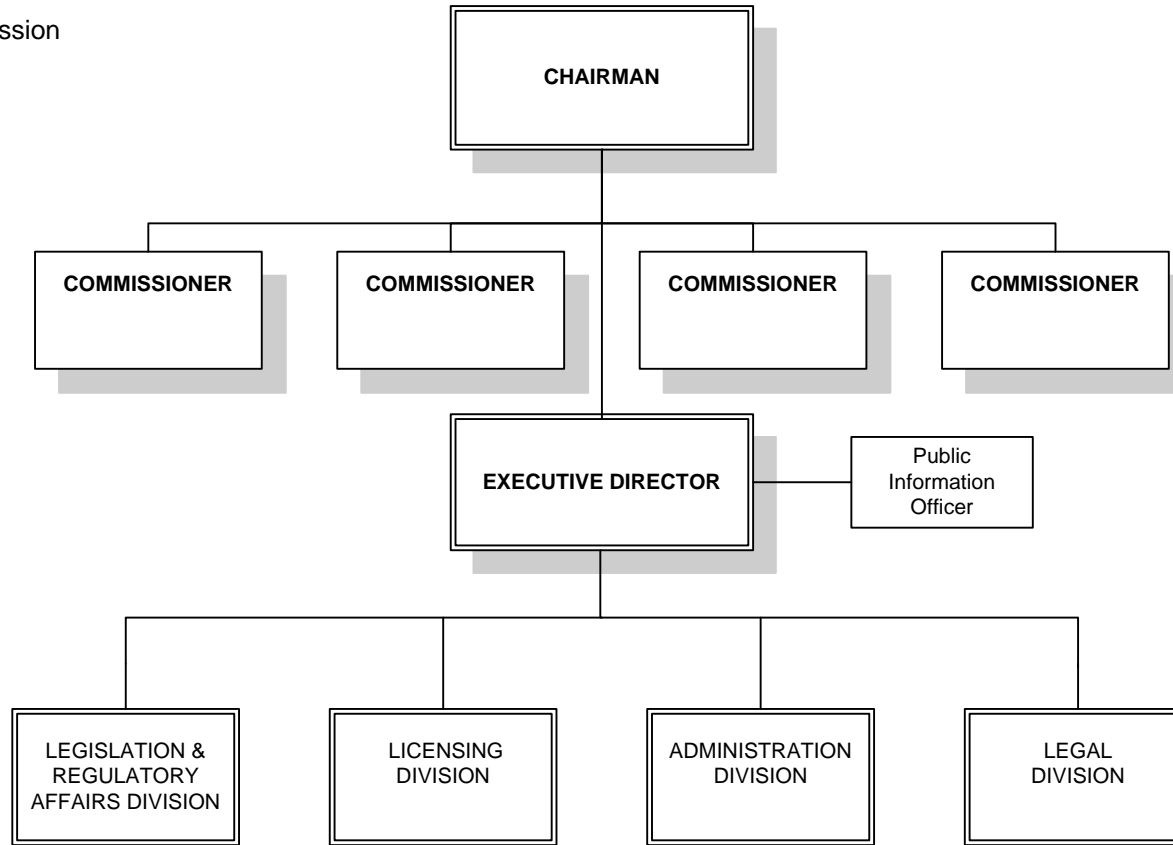 ssion
CHAIRMAN
COMMISSIONER
COMMISSIONER
COMMISSIONER
COMMISSIONER
EXECUTIVE DIRECTOR
Public
Information
Officer
LEGISLATION &
REGULATORY
AFFAIRS DIVISION
LICENSING
DIVISION
ADMINISTRATION
DIVISION
LEGAL
DIVISION